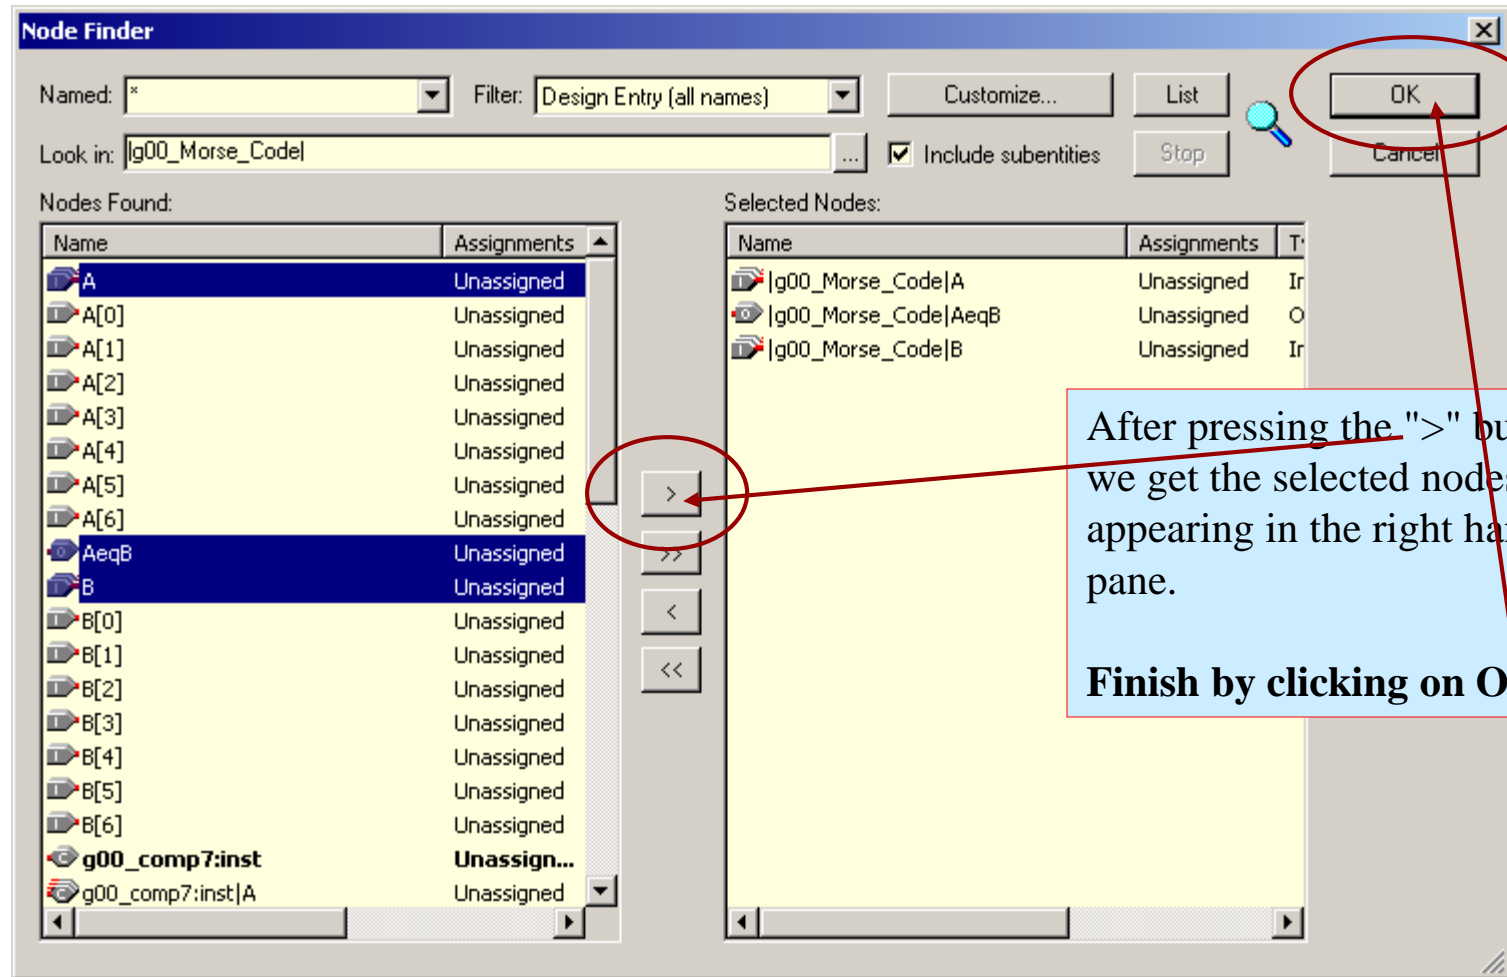 Node Finder
Named: * Filter: Design Entry (all names) Customize... List OK
Look in: |g00_Morse_Code| ... Include subentities Stop Cancel
Nodes Found: Selected Nodes:
Name Assignments Name Assignments
A Unassigned |g00_Morse_Code|A Unassigned
A[0] Unassigned |g00_Morse_Code|AeqB Unassigned
A[1] Unassigned |g00_Morse_Code|B Unassigned
A[2] Unassigned
A[3] Unassigned
A[4] Unassigned
A[5] Unassigned
A[6] Unassigned
AeqB Unassigned
B Unassigned
B[0] Unassigned
B[1] Unassigned
B[2] Unassigned
B[3] Unassigned
B[4] Unassigned
B[5] Unassigned
B[6] Unassigned
g00_comp7:inst Unassign...
g00_comp7:inst|A Unassigned
>
>>
<
<<
After pressing the ">"
we get the selected nodes
appearing in the right
pane.
Finish by clicking on